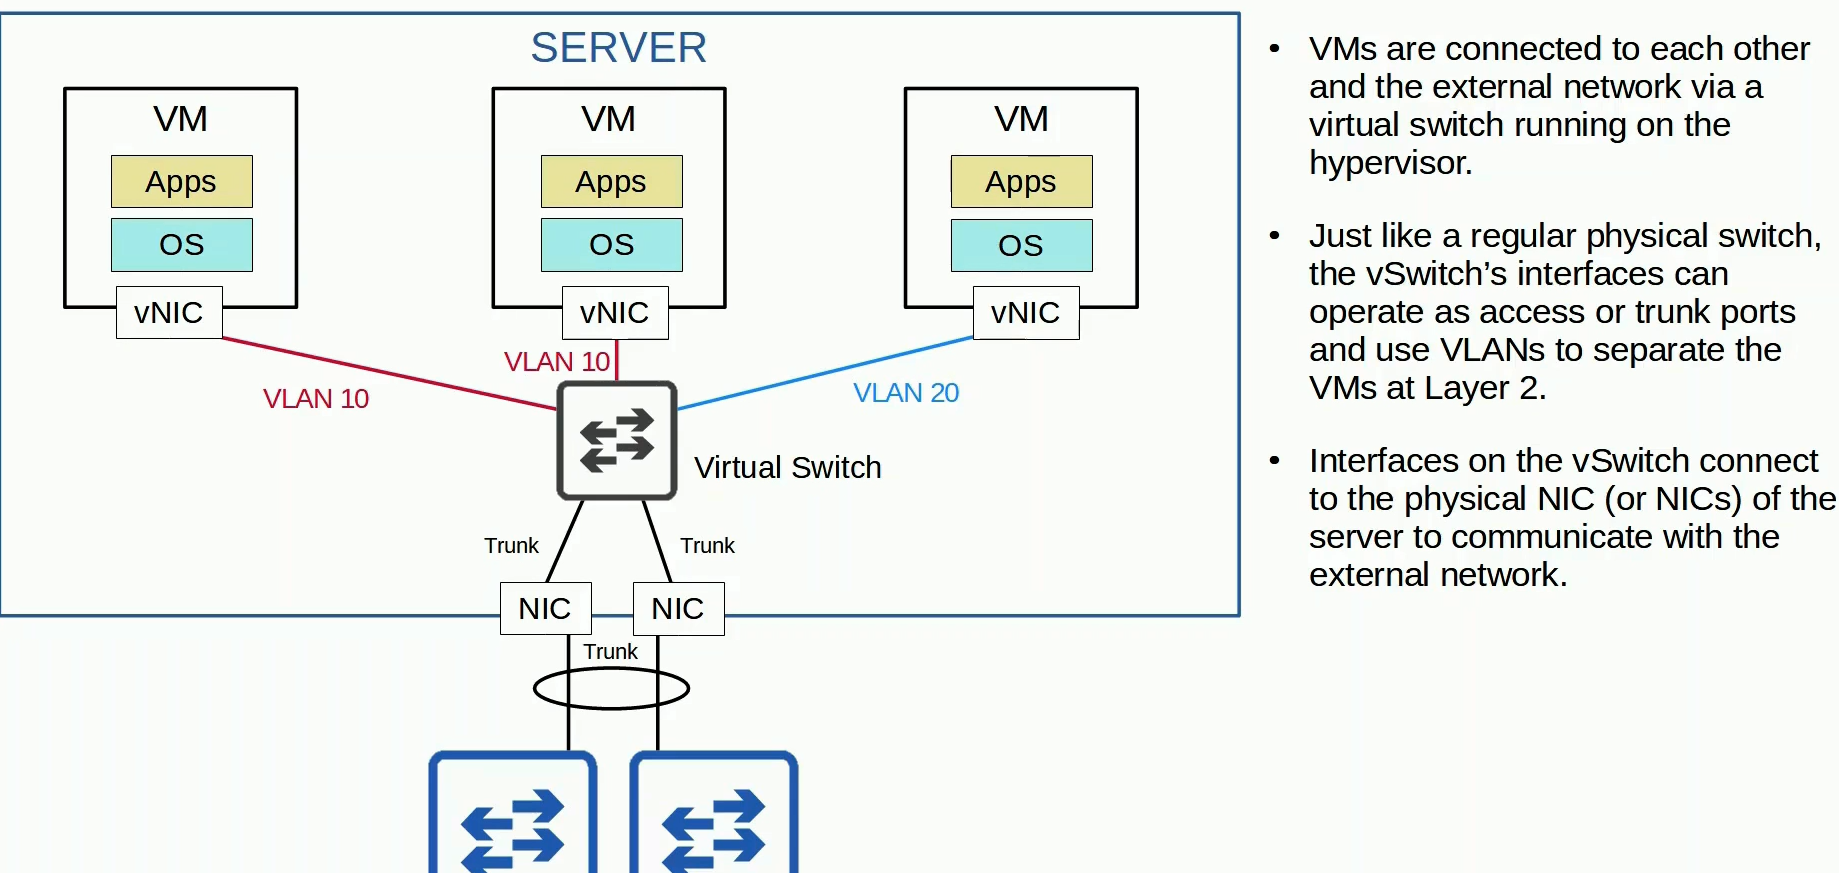 SERVER
VM
VM
VM
Apps
Apps
Apps
OS
OS
OS
vNIC
vNIC
vNIC
VLAN 10
VLAN 10
VLAN 20
Virtual Switch
Trunk
Trunk
NIC
NIC
Trunk
• VMs are connected to each other
and the external network via a
virtual switch running on the
hypervisor.
• Just like a regular physical switch,
the vSwitch’s interfaces can
operate as access or trunk ports
and use VLANs to separate the
VMs at Layer 2.
• Interfaces on the vSwitch connect
to the physical NIC (or NICs) of the
server to communicate with the
external network.